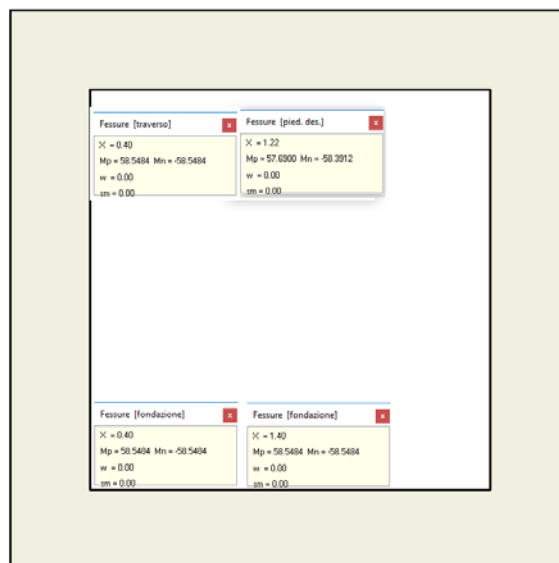 Fessure [traverso]
X = 0.40
Mp = 58.5484 Mn = -58.5484
w = 0.00
sm = 0.00
Fessure [pied. des.]
X = 1.22
Mp = 57.6900 Mn = -58.3912
w = 0.00
sm = 0.00
Fessure [fondazione]
X = 0.40
Mp = 58.5484 Mn = -58.5484
w = 0.00
sm = 0.00
Fessure [fondazione]
X = 1.40
Mp = 58.5484 Mn = -58.5484
w = 0.00
sm = 0.00